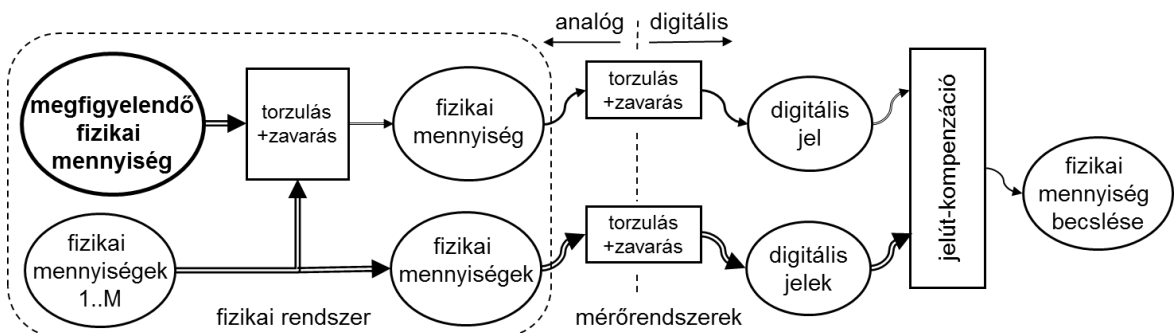 analóg
digitális
megfigyelendő
fizikai
mennyiség
torzulás
+zavarás
fizikai
mennyiség
torzulás
+zavarás
digitális
jel
jelút-kompenzáció
fizikai
mennyiség
becslése
fizikai
mennyiségek
1..M
fizikai
mennyiségek
torzulás
+zavarás
digitális
jelek
fizikai rendszer
mérőrendszerek